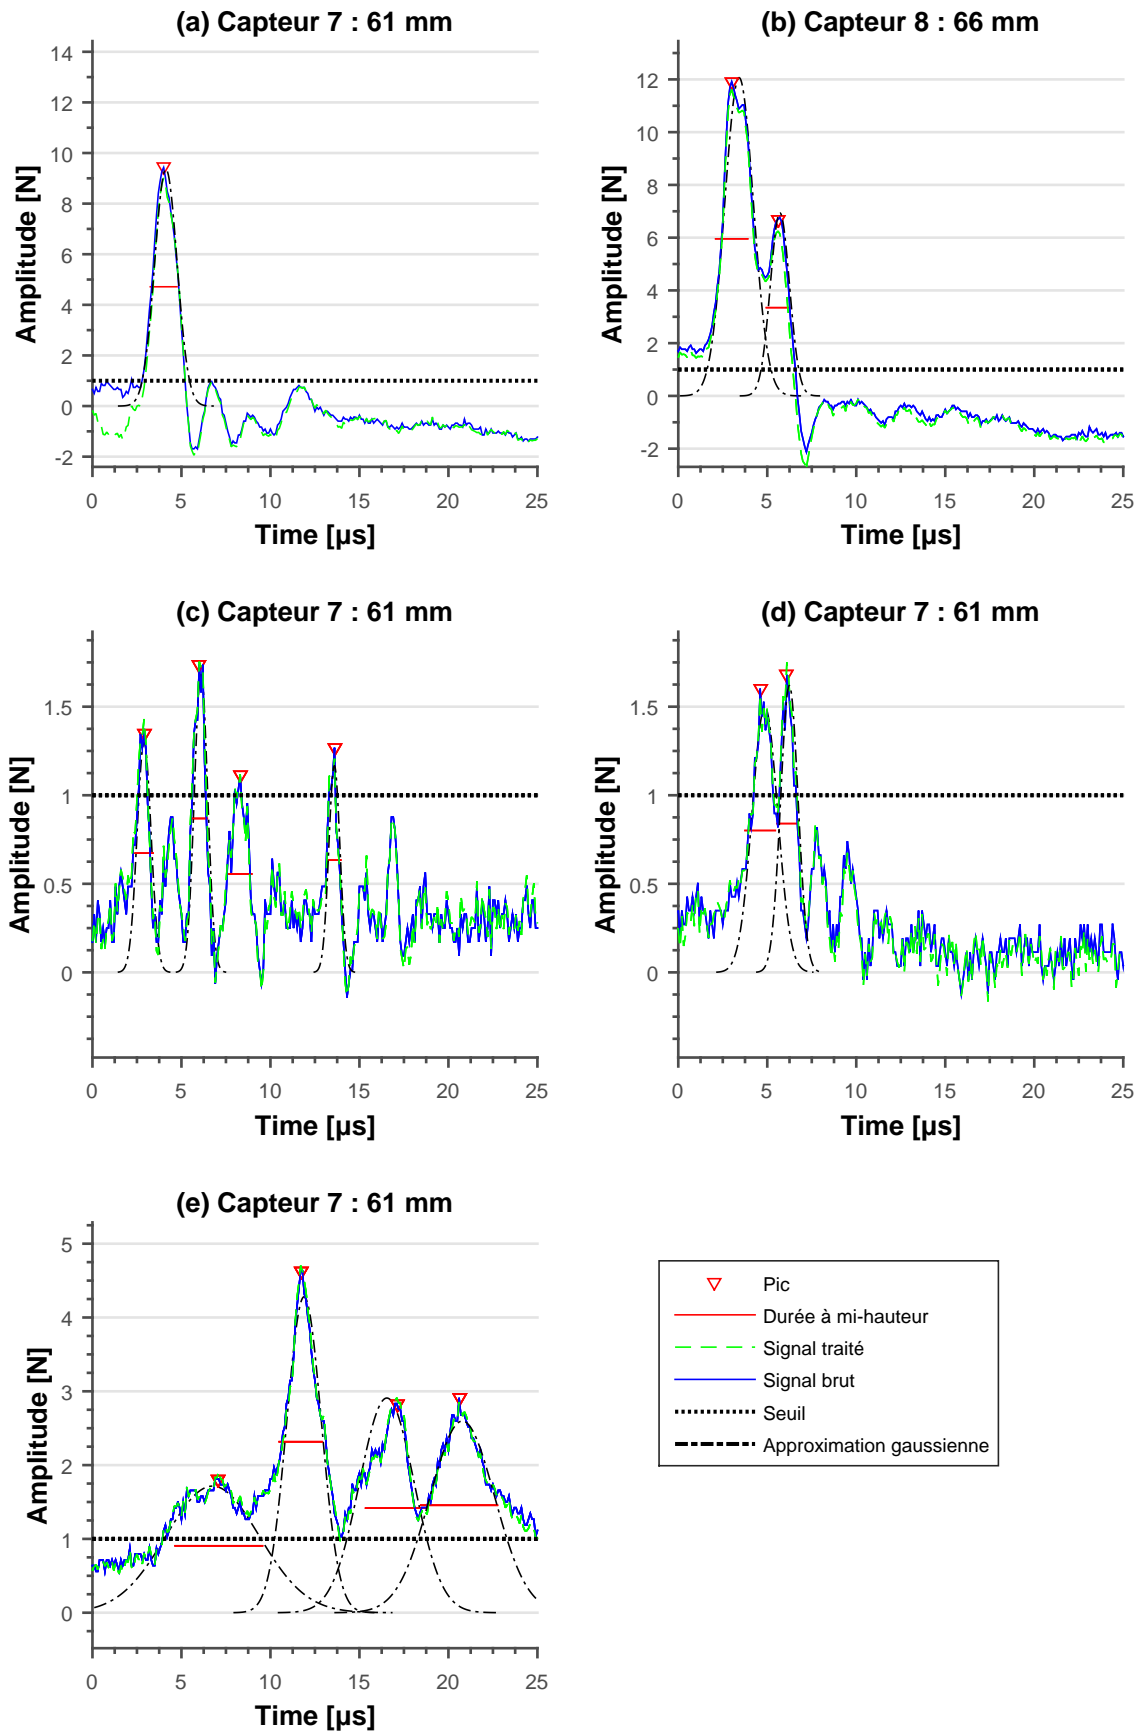 (a) Capteur 7 : 61 mm
14
12
10
8
6
4
2
0
-2
Amplitude [N]
0 5 10 15 20 25
Time [µs]
(b) Capteur 8 : 66 mm
12
10
8
6
4
2
0
-2
Amplitude [N]
0 5 10 15 20 25
Time [µs]
(c) Capteur 7 : 61 mm
1.5
1
0.5
0
Amplitude [N]
0 5 10 15 20 25
Time [µs]
(d) Capteur 7 : 61 mm
1.5
1
0.5
0
Amplitude [N]
0 5 10 15 20 25
Time [µs]
(e) Capteur 7 : 61 mm
5
4
3
2
1
0
Amplitude [N]
0 5 10 15 20 25
Time [µs]
Pic
Durée à mi-hauteur
Signal traité
Signal brut
Seuil
Approximation gaussienne